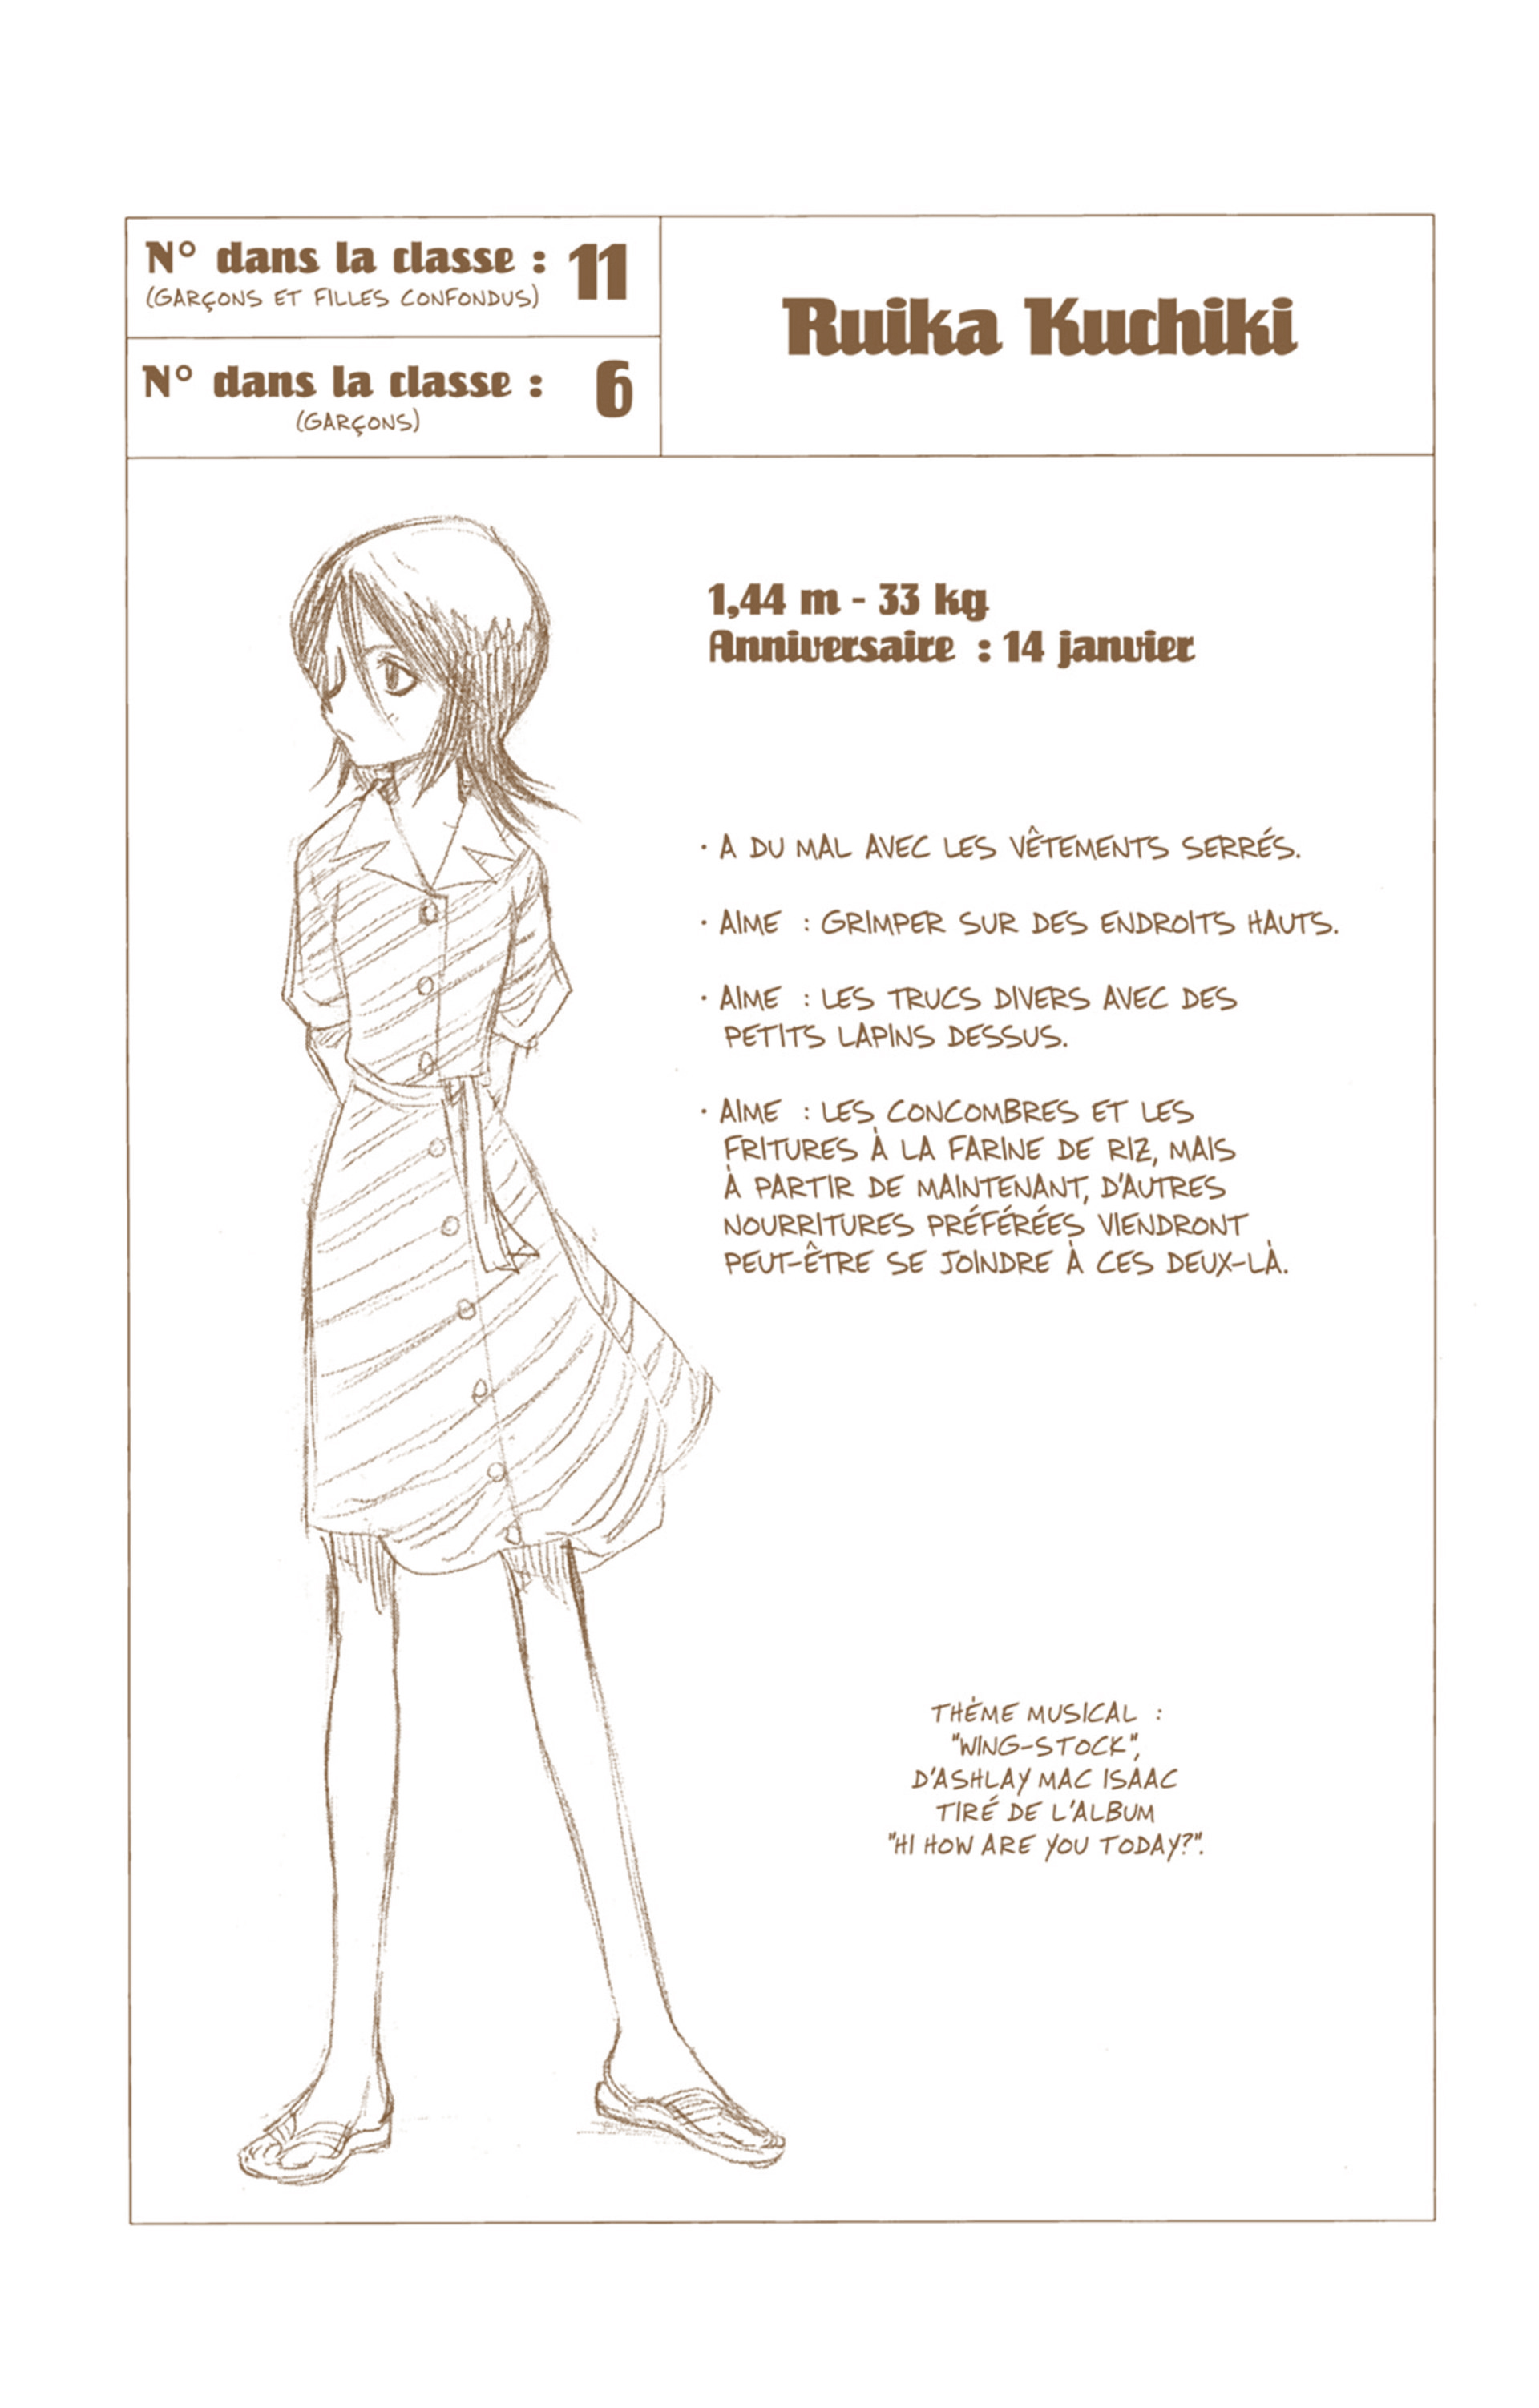 N° dans la classe : 11
(GARÇONS ET FILLES CONFONDUS)
N° dans la classe : 6
(GARÇONS)
Ruika Kuchiki
1,44 m - 33 kg
Anniversaire : 14 janvier
· A DU MAL AVEC LES VÊTEMENTS SERRÉS.
· AIME : GRIMPER SUR DES ENDROITS HAUTS.
· AIME : LES TRUCS DIVERS AVEC DES
PETITS LAPINS DESSUS.
· AIME : LES CONCOMBRES ET LES
FRITURES À LA FARINE DE RIZ, MAIS
À PARTIR DE MAINTENANT, D'AUTRES
NOURRITURES PRÉFÉRÉES VIENDRONT
PEUT-ÊTRE SE JOINDRE À CES DEUX-LÀ.
THÈME MUSICAL :
"WING-STOCK",
D'ASHLAY MAC ISAAC
TIRÉ DE L'ALBUM
"HI HOW ARE YOU TODAY?".